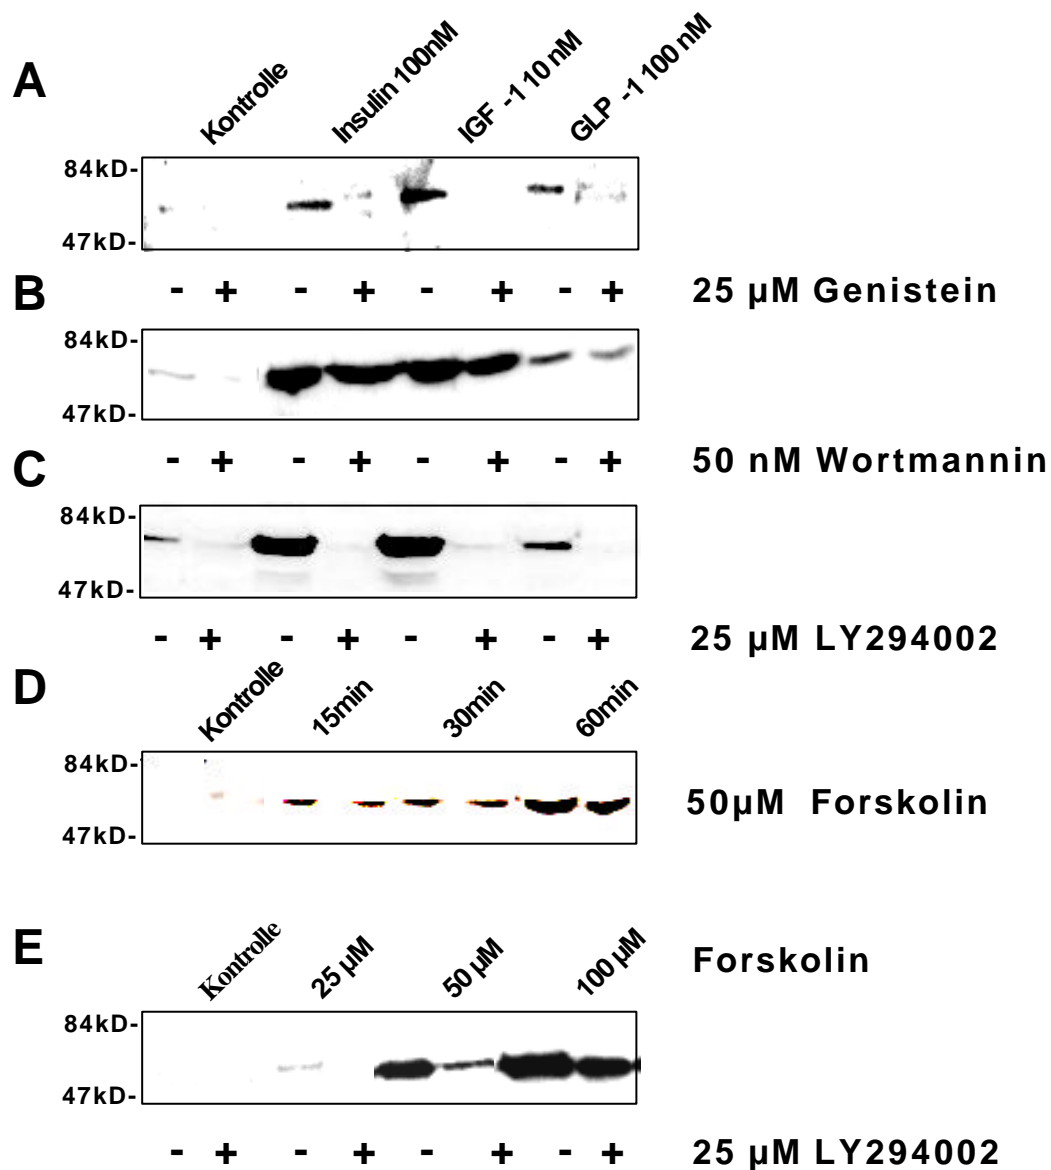 A
Kontrolle Insulin 100nM IGF -1 10 nM GLP -1 100 nM
84kD-
47kD-
- + - + - + - + 25 µM Genistein
B
84kD-
47kD-
- + - + - + - + 50 nM Wortmannin
C
84kD-
47kD-
- + - + - + - + 25 µM LY294002
D
Kontrolle 15min 30min 60min
84kD-
50µM Forskolin
47kD-
E
Kontrolle 25 µM 50 µM 100 µM Forskolin
84kD-
47kD-
- + - + - + - + 25 µM LY294002